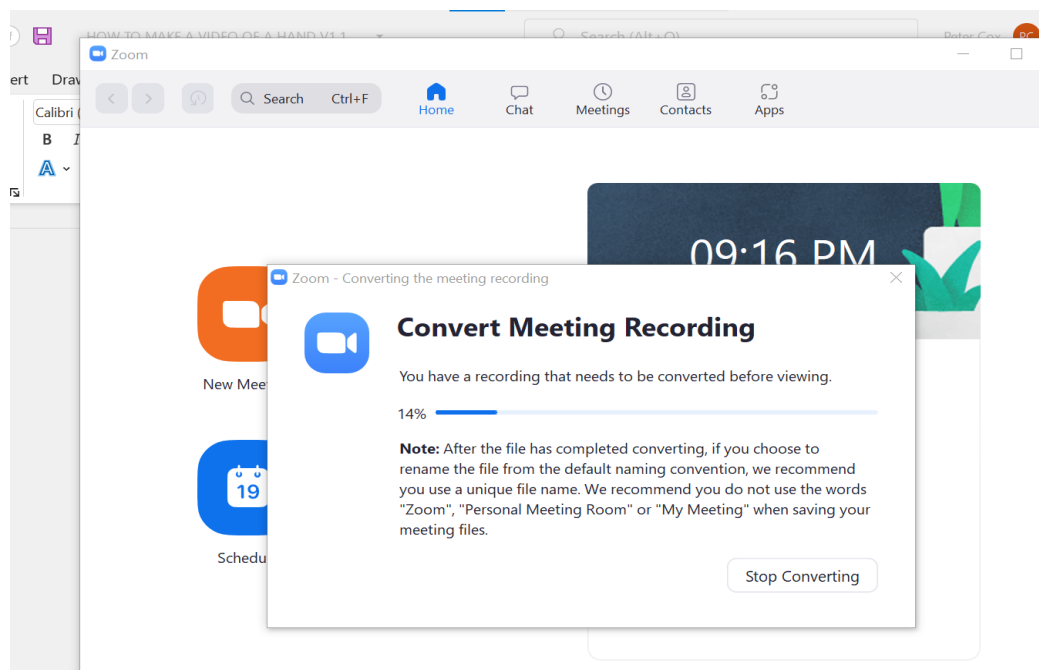 HOW TO MAKE A VIDEO OF A HAND V1.1
Search (Alt+Q)
Peter Cox
PC
Zoom
ert Draw
Search Ctrl+F
Home
Chat
Meetings
Contacts
Apps
Calibri (
B I
A
09:16 PM
Zoom - Converting the meeting recording
Convert Meeting Recording
You have a recording that needs to be converted before viewing.
14%
Note: After the file has completed converting, if you choose to
rename the file from the default naming convention, we recommend
you use a unique file name. We recommend you do not use the words
"Zoom", "Personal Meeting Room" or "My Meeting" when saving your
meeting files.
Stop Converting
New Mee
19
Schedu